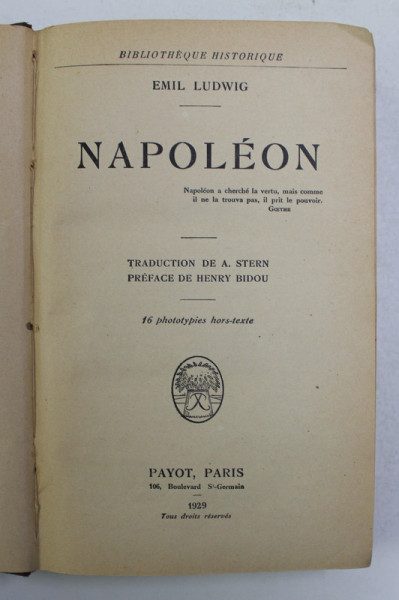 BIBLIOTHÈQUE HISTORIQUE
EMIL LUDWIG
NAPOLÉON
Napoléon a cherché la vertu, mais comme
il ne la trouva pas, il prit le pouvoir.
GŒTHE
TRADUCTION DE A. STERN
PRÉFACE DE HENRY BIDOU
16 phototypies hors-texte
PAYOT, PARIS
106, Boulevard St-Germain
1929
Tous droits réservés